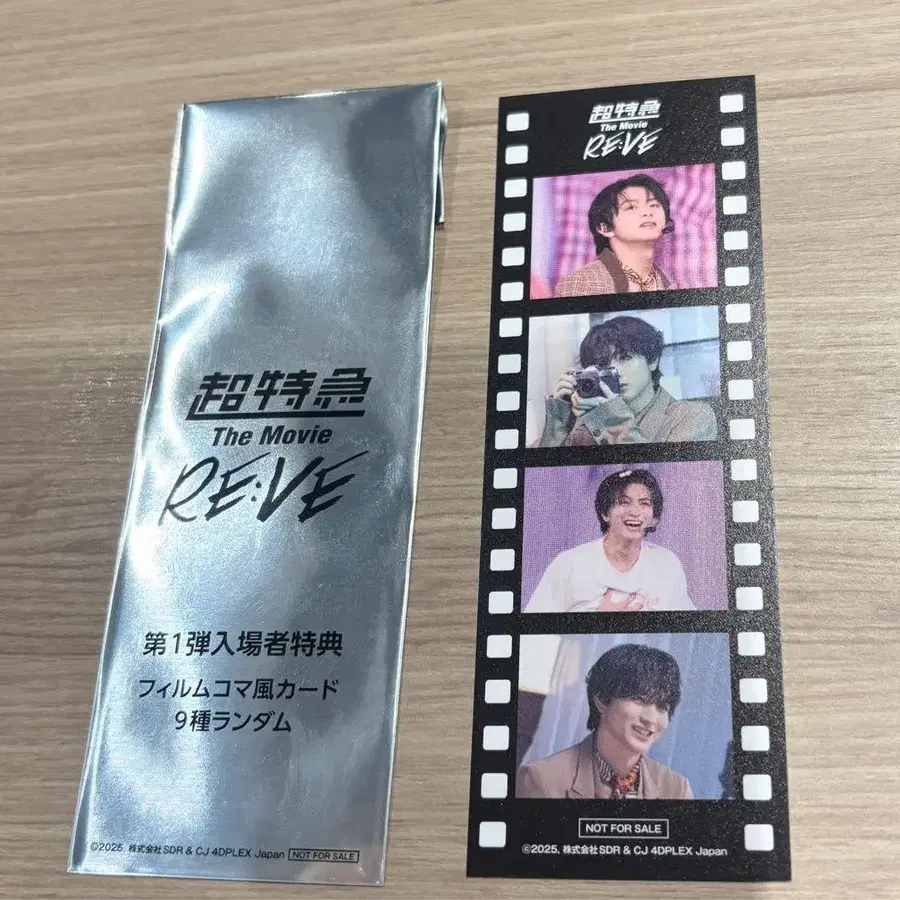 超特急
The Movie
RE:VE
第1弾入場者特典
フィルムコマ風カード
9種ランダム
©2025, 株式会社SDR & CJ 4DPLEX Japan NOT FOR SALE
超特急
The Movie
RE:VE
NOT FOR SALE
©2025, 株式会社SDR & CJ 4DPLEX Japan